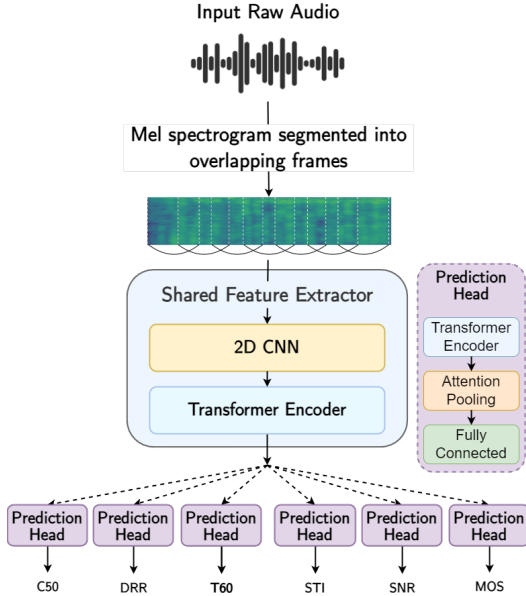 Input Raw Audio
Mel spectrogram segmented into
overlapping frames
Shared Feature Extractor
2D CNN
Transformer Encoder
Prediction
Head
Transformer
Encoder
Attention
Pooling
Fully
Connected
Prediction
Head
Prediction
Head
Prediction
Head
Prediction
Head
Prediction
Head
Prediction
Head
C50
DRR
T60
STI
SNR
MOS